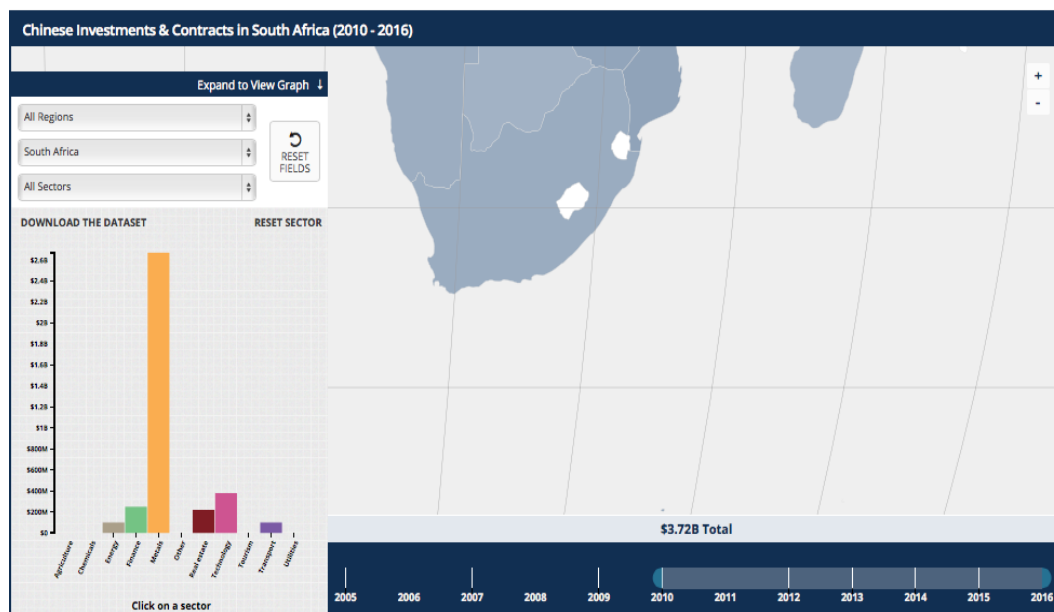 Chinese Investments & Contracts in South Africa (2010 - 2016)
Expand to View Graph ↓
All Regions
South Africa
All Sectors
RESET
FIELDS
+
-
DOWNLOAD THE DATASET
RESET SECTOR
$2.6B
$2.4B
$2.2B
$2B
$1.8B
$1.6B
$1.4B
$1.2B
$1B
$800M
$600M
$400M
$200M
$0
Agriculture
Chemicals
Energy
Finance
Metals
Other
Real estate
Technology
Tourism
Transport
Utilities
Click on a sector
$3.72B Total
2005
2006
2007
2008
2009
2010
2011
2012
2013
2014
2015
2016